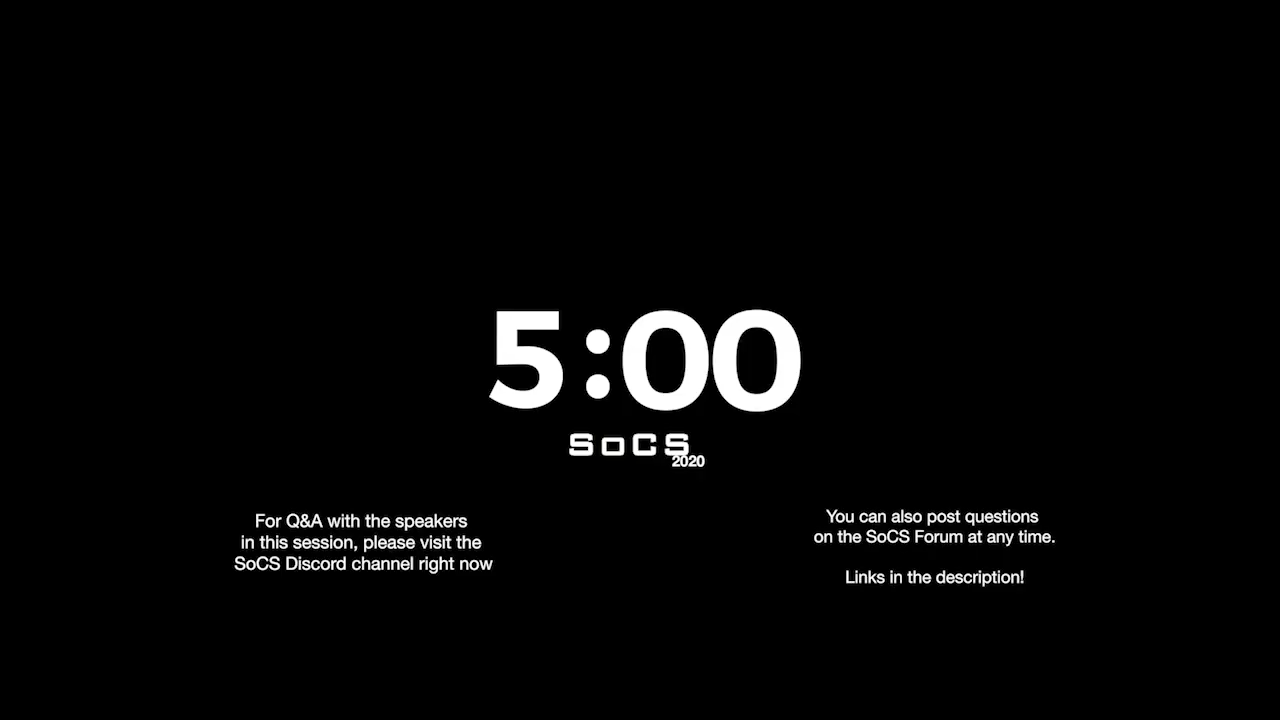 5:00
SoCS
2020
For Q&A with the speakers
in this session, please visit the
SoCS Discord channel right now
You can also post questions
on the SoCS Forum at any time.
Links in the description!